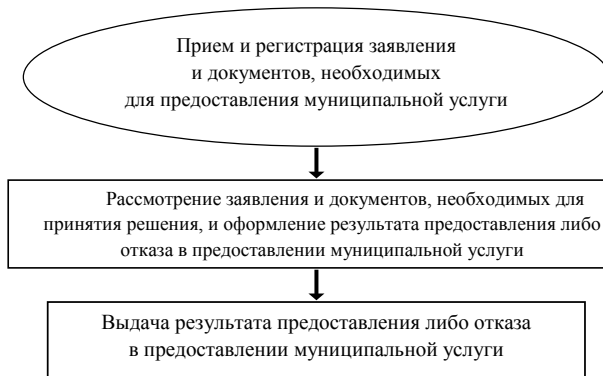 Прием и регистрация заявления
и документов, необходимых
для предоставления муниципальной услуги
Рассмотрение заявления и документов, необходимых для
принятия решения, и оформление результата предоставления либо
отказа в предоставлении муниципальной услуги
Выдача результата предоставления либо отказа
в предоставлении муниципальной услуги